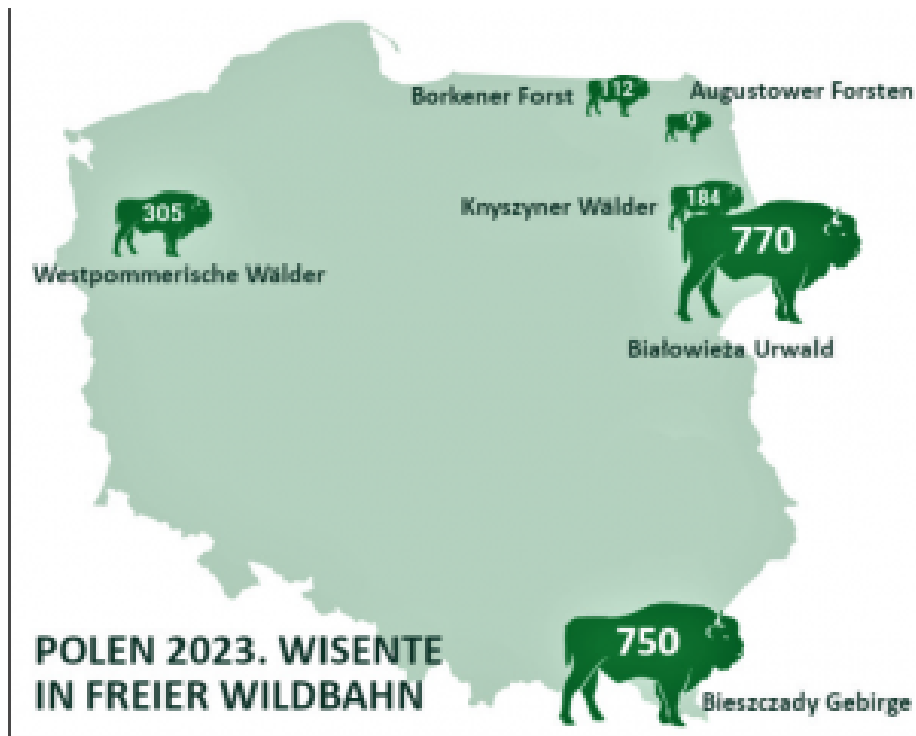 12
Borkener Forst
Augustower Forsten
9
184
Knyszyner Wälder
305
770
Westpommerische Wälder
Białowieża Urwald
750
POLEN 2023. WISENTE
IN FREIER WILDBAHN
Bieszczady Gebirge